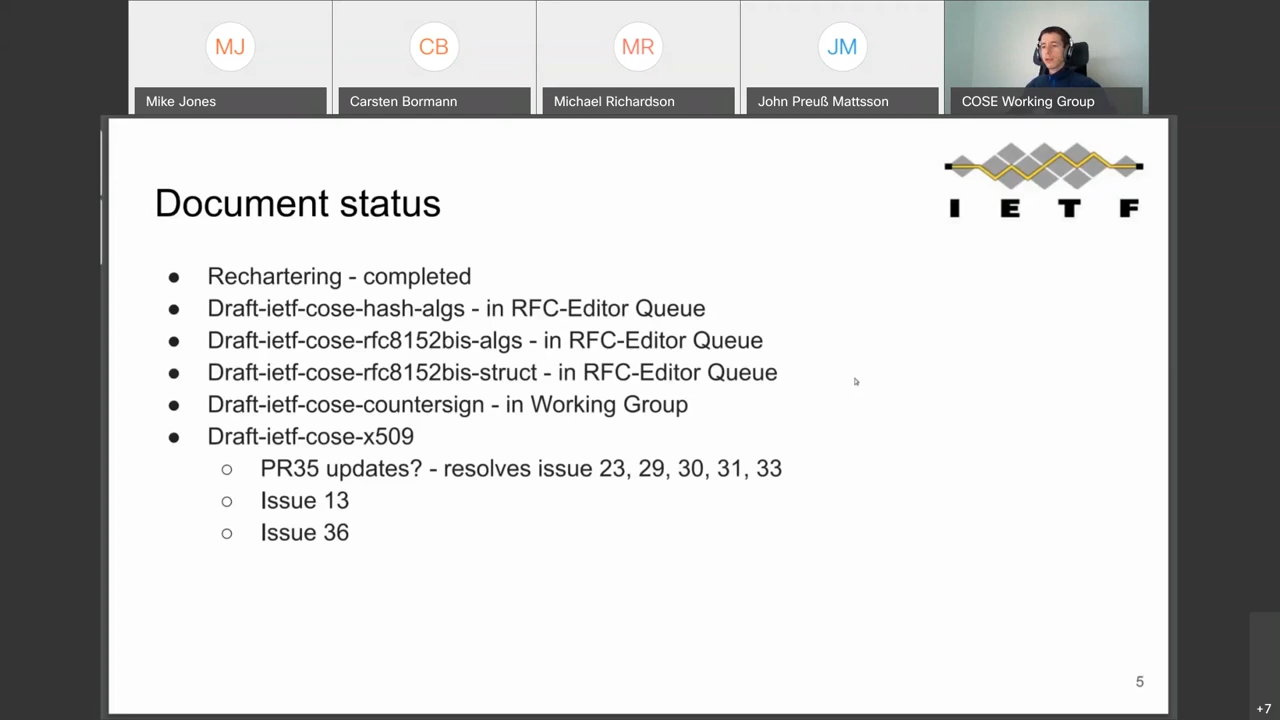 MJ
CB
MR
JM
Mike Jones
Carsten Bormann
Michael Richardson
John Preuß Mattsson
COSE Working Group
I E T F
Document status
● Rechartering - completed
● Draft-ietf-cose-hash-algs - in RFC-Editor Queue
● Draft-ietf-cose-rfc8152bis-algs - in RFC-Editor Queue
● Draft-ietf-cose-rfc8152bis-struct - in RFC-Editor Queue
● Draft-ietf-cose-countersign - in Working Group
● Draft-ietf-cose-x509
○ PR35 updates? - resolves issue 23, 29, 30, 31, 33
○ Issue 13
○ Issue 36
5
+7